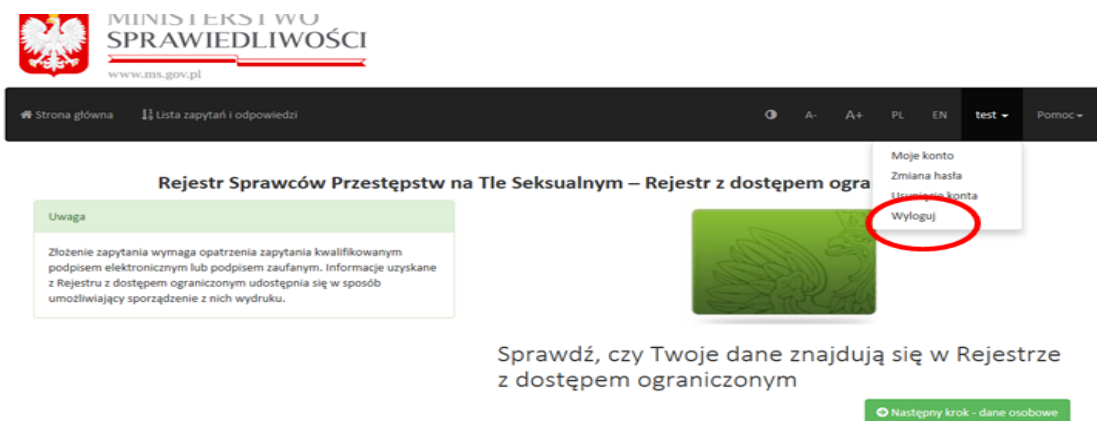 MINISTERSTWO
SPRAWIEDLIWOŚCI
www.ms.gov.pl
Strona główna Lista zapytań i odpowiedzi A- A+ PL EN test Pomoc
Moje konto
Zmiana hasła
Usunięcie konta
Wyloguj
Rejestr Sprawców Przestępstw na Tle Seksualnym – Rejestr z dostępem ogra
Uwaga
Złożenie zapytania wymaga opatrzenia zapytania kwalifikowanym
podpisem elektronicznym lub podpisem zaufanym. Informacje uzyskane
z Rejestru z dostępem ograniczonym udostępnia się w sposób
umożliwiający sporządzenie z nich wydruku.
Sprawdź, czy Twoje dane znajdują się w Rejestrze
z dostępem ograniczonym
Następny krok - dane osobowe